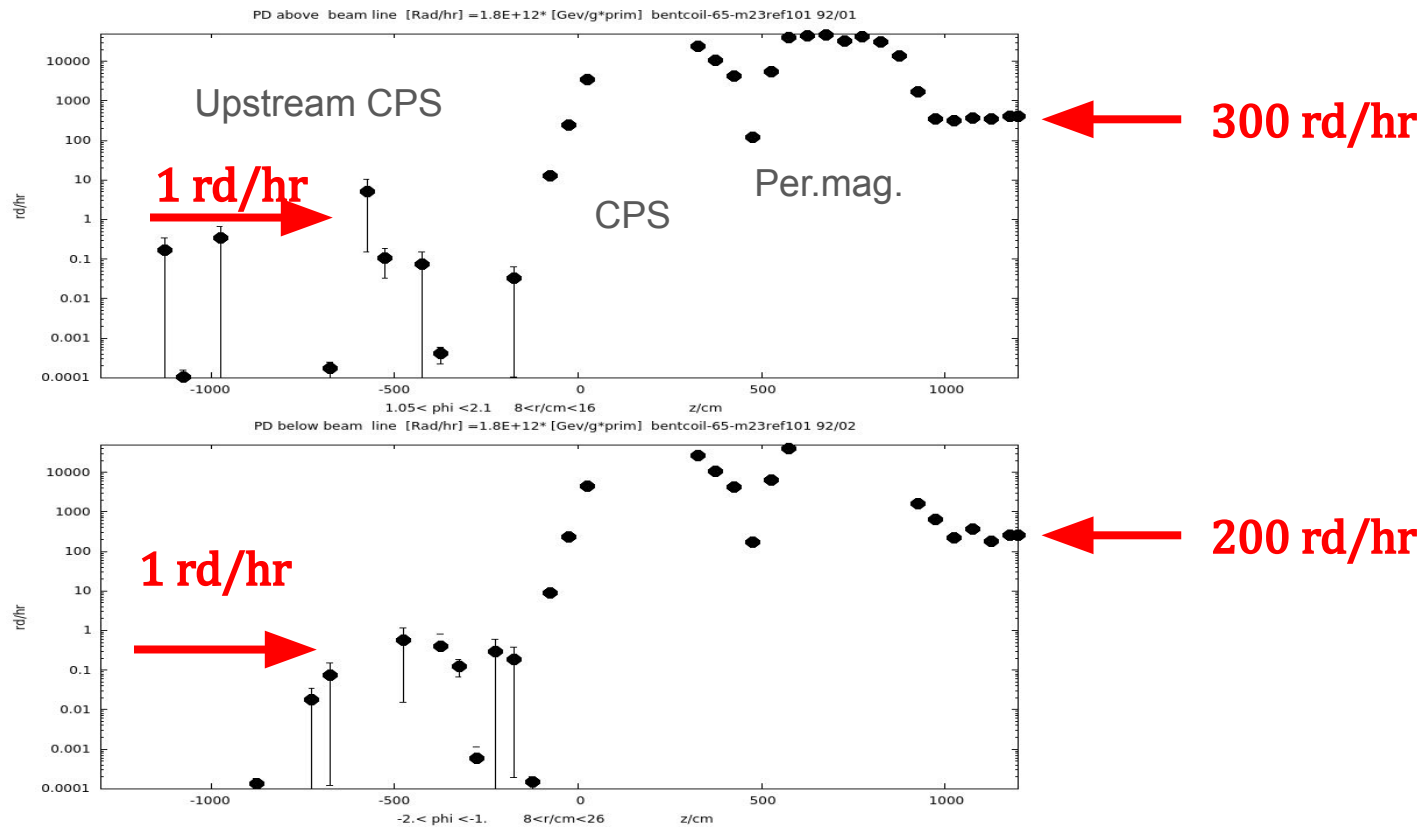 PD above beam line [Rad/hr] =1.8E+12* [Gev/g*prim] bentcoil-65-m23ref101 92/01
10000
1000
100
10
1
0.1
0.01
0.001
0.0001
rd/hr
Upstream CPS
1 rd/hr
CPS
Per.mag.
300 rd/hr
-1000
-500
0
500
1000
1.05< phi <2.1 8<r/cm<16 z/cm
PD below beam line [Rad/hr] =1.8E+12* [Gev/g*prim] bentcoil-65-m23ref101 92/02
10000
1000
100
10
1
0.1
0.01
0.001
0.0001
rd/hr
1 rd/hr
200 rd/hr
-1000
-500
0
500
1000
-2.< phi <-1. 8<r/cm<26 z/cm